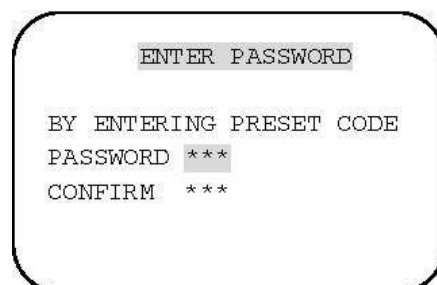 ENTER PASSWORD
BY ENTERING PRESET CODE
PASSWORD ***
CONFIRM ***